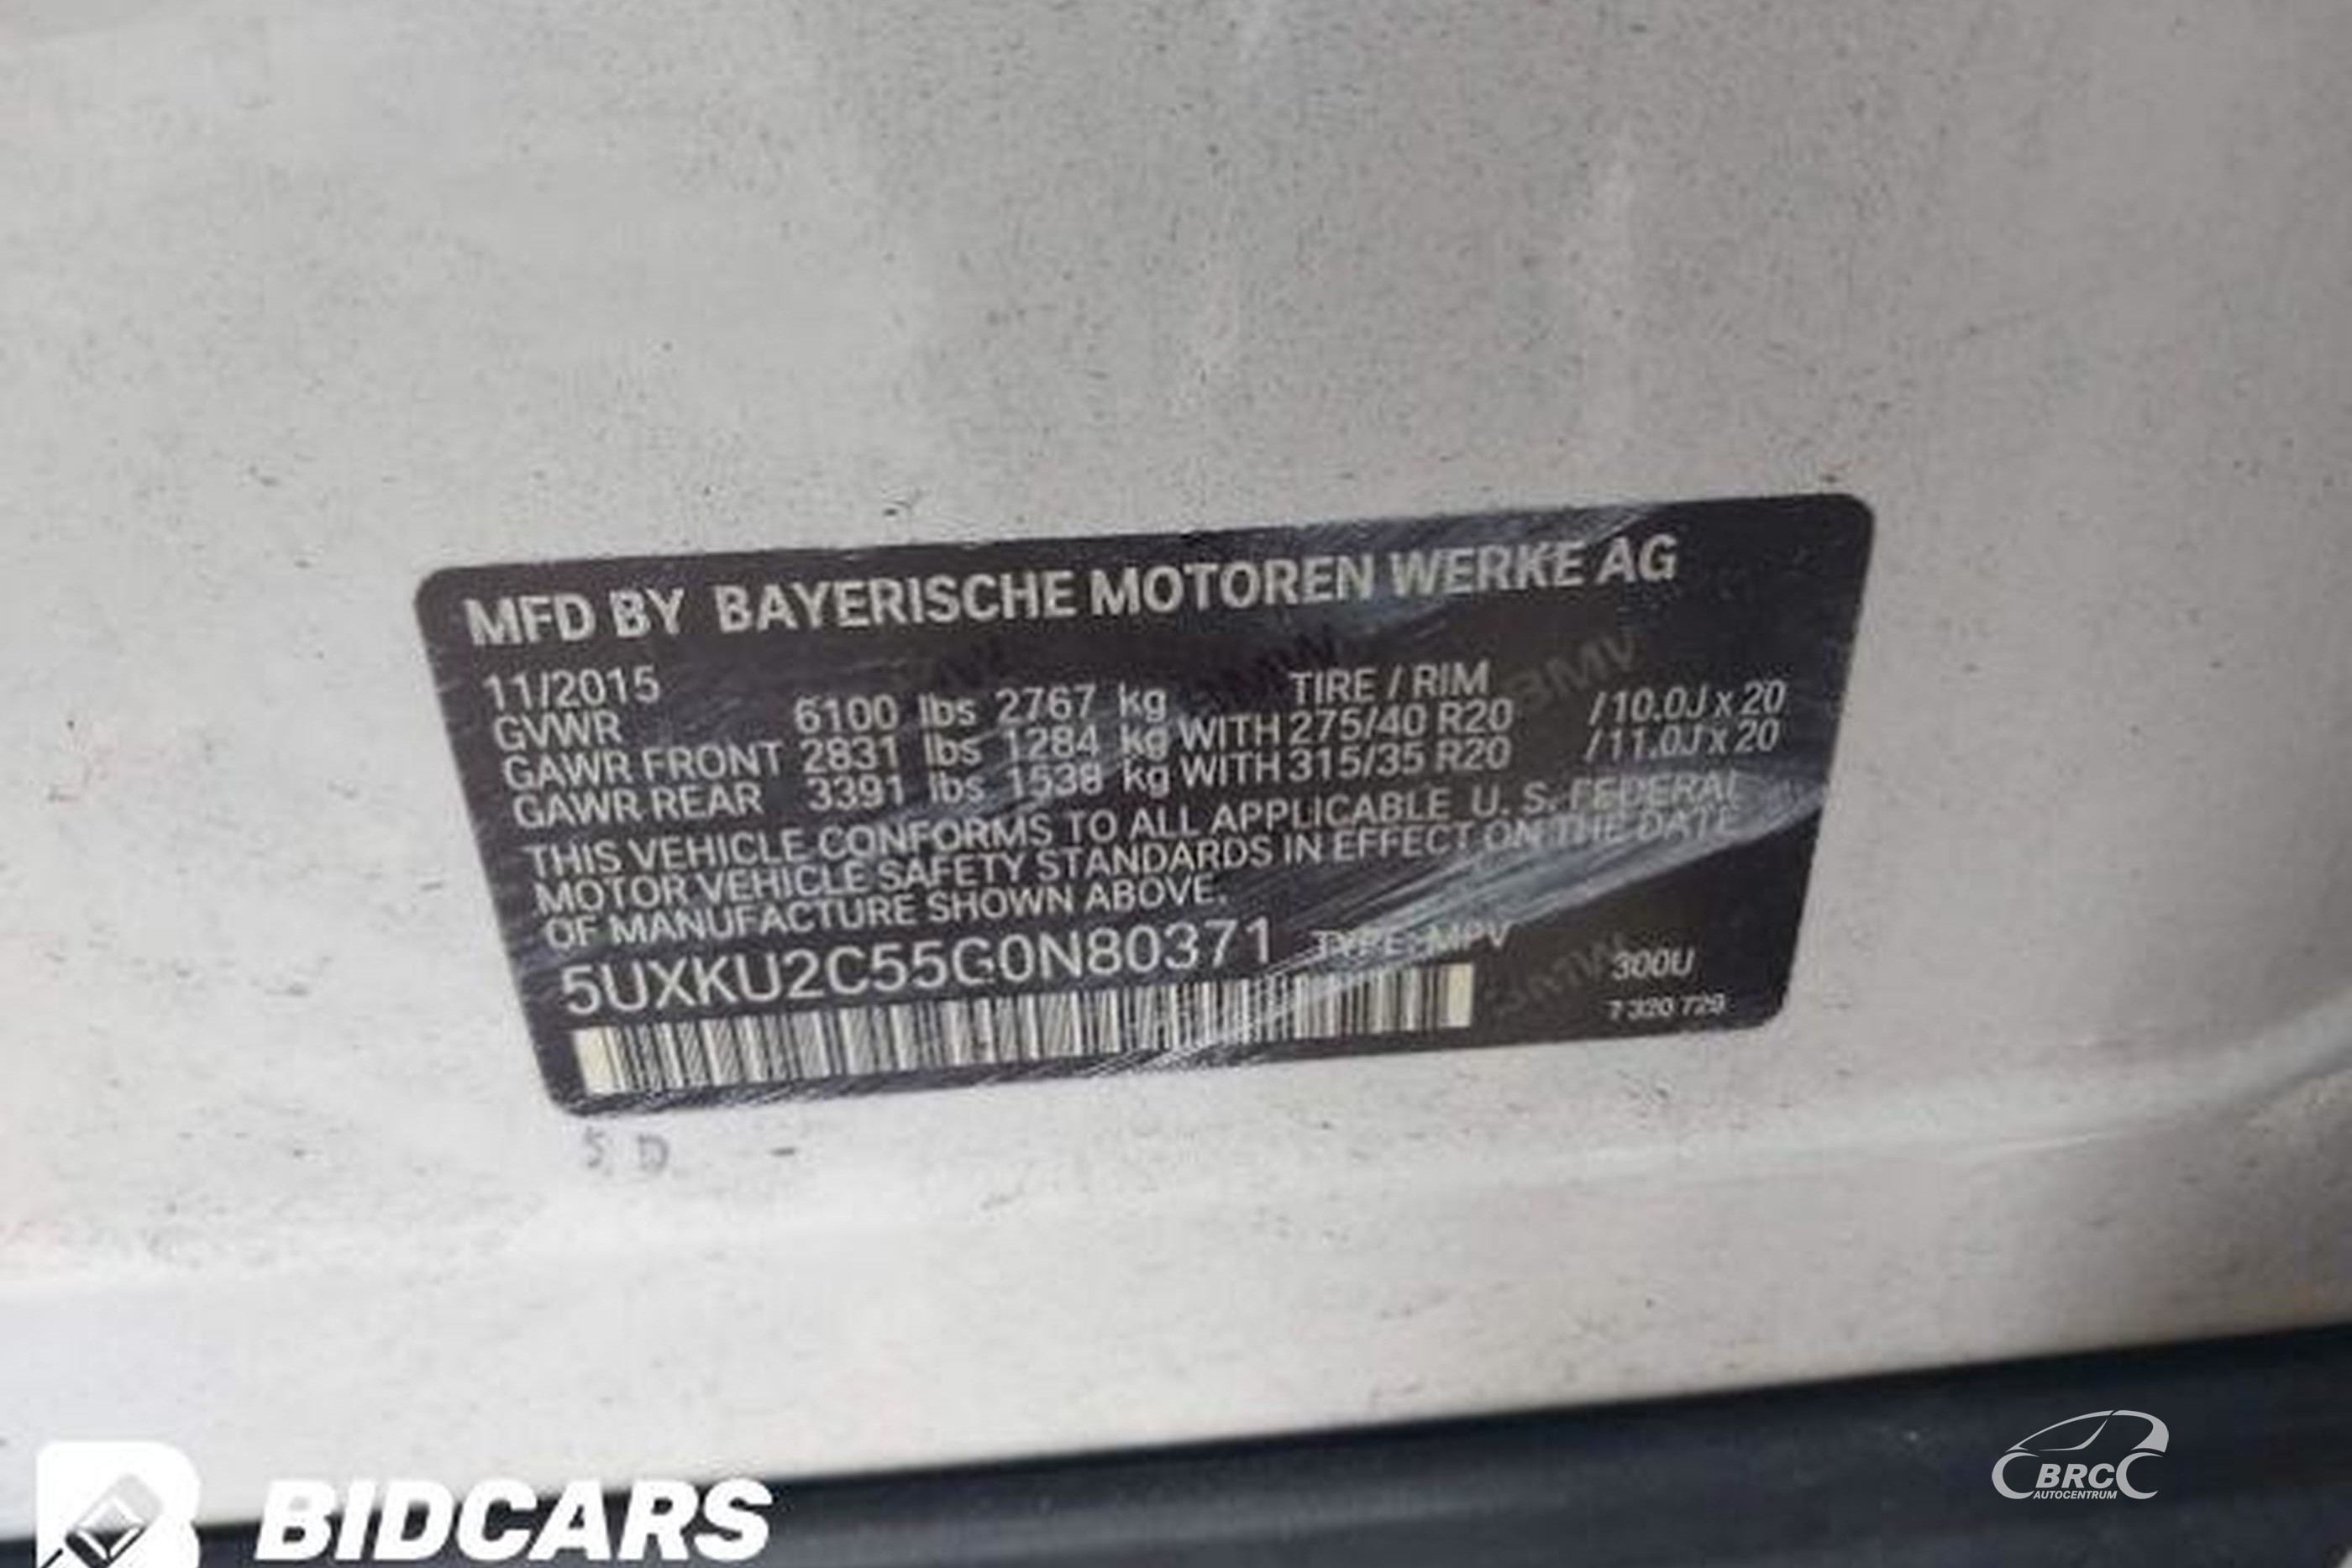 MFD BY BAYERISCHE MOTOREN WERKE AG
11/2015 TIRE / RIM
GVWR 6100 lbs 2767 kg
GAWR FRONT 2831 lbs 1284 kg WITH 275/40 R20 /10.0J x 20
GAWR REAR 3391 lbs 1538 kg WITH 315/35 R20 /11.0J x 20
THIS VEHICLE CONFORMS TO ALL APPLICABLE U. S. FEDERAL
MOTOR VEHICLE SAFETY STANDARDS IN EFFECT ON THE DATE
OF MANUFACTURE SHOWN ABOVE.
5UXKU2C55G0N80371 TYPE: MPV
300U
7 320 729
BIDCARS
BRC
AUTOCENTRUM